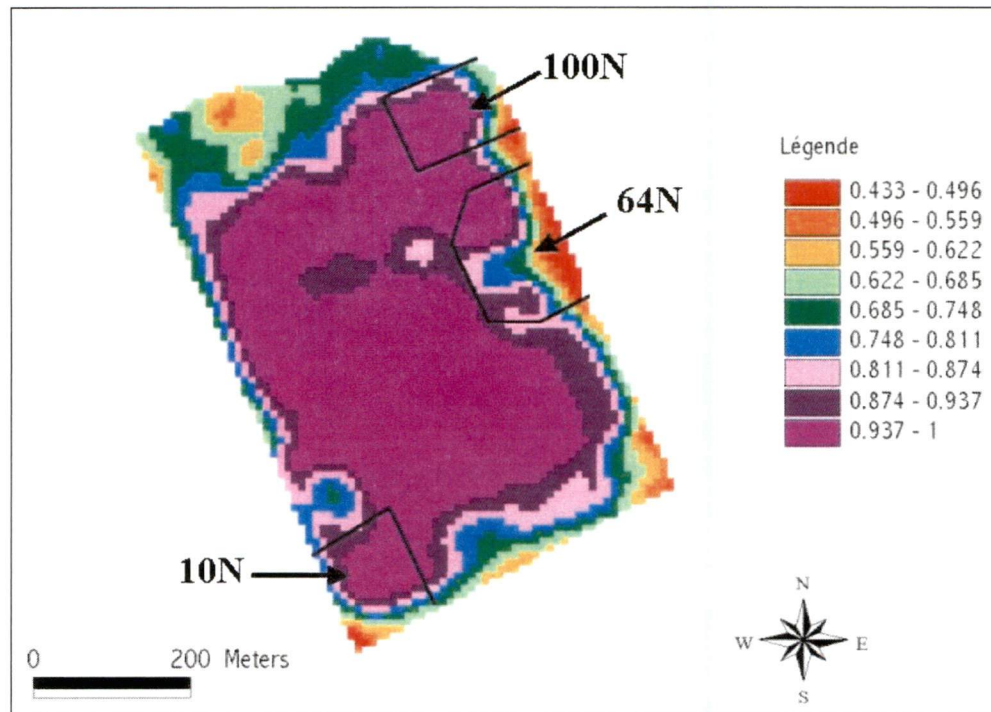 100N
64N
10N
Légende
0.433 - 0.496
0.496 - 0.559
0.559 - 0.622
0.622 - 0.685
0.685 - 0.748
0.748 - 0.811
0.811 - 0.874
0.874 - 0.937
0.937 - 1
0 200 Meters
N
W E
S